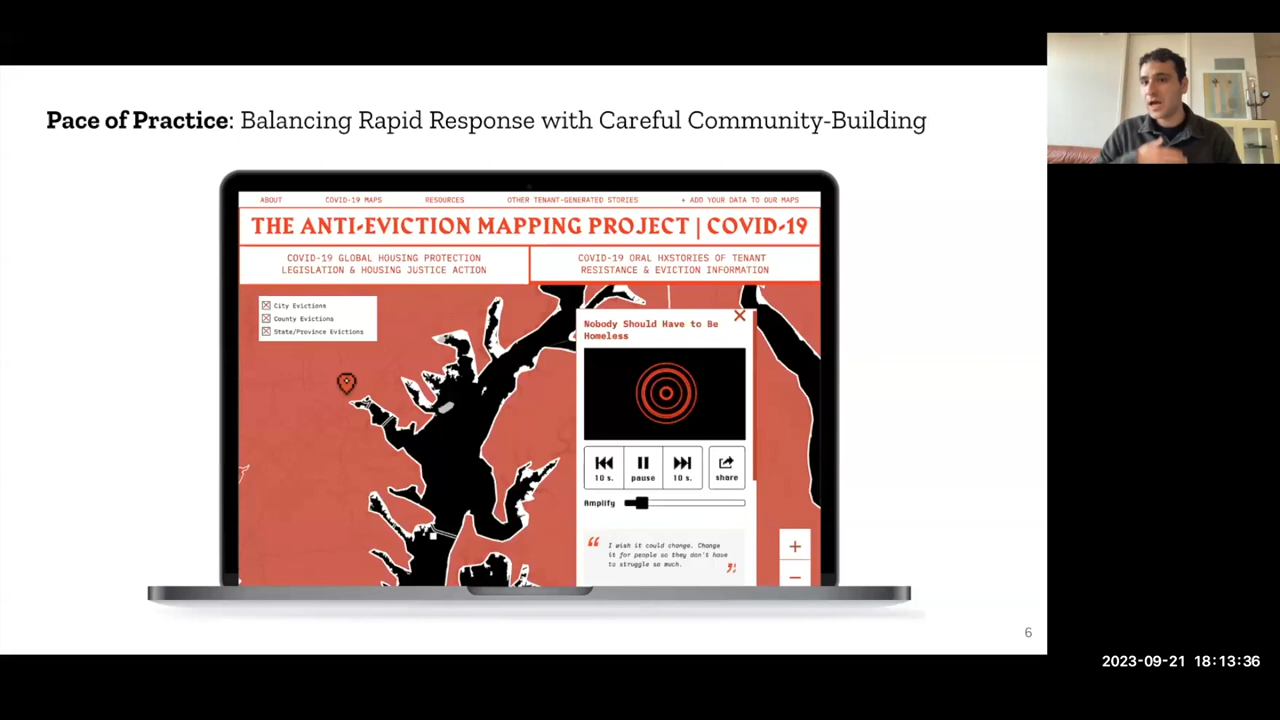 Pace of Practice: Balancing Rapid Response with Careful Community-Building
ABOUT
COVID-19 MAPS
RESOURCES
OTHER TENANT-GENERATED STORIES
+ ADD YOUR DATA TO OUR MAPS
THE ANTI-EVICTION MAPPING PROJECT | COVID-19
COVID-19 GLOBAL HOUSING PROTECTION
LEGISLATION & HOUSING JUSTICE ACTION
COVID-19 ORAL HXSTORIES OF TENANT
RESISTANCE & EVICTION INFORMATION
City Evictions
County Evictions
State/Province Evictions
Nobody Should Have to Be
Homeless
10 s.
pause
10 s.
share
Amplify
“ I wish it could change. Change
it for people so they don't have
to struggle so much. ”
+
−
6
2023-09-21 18:13:36